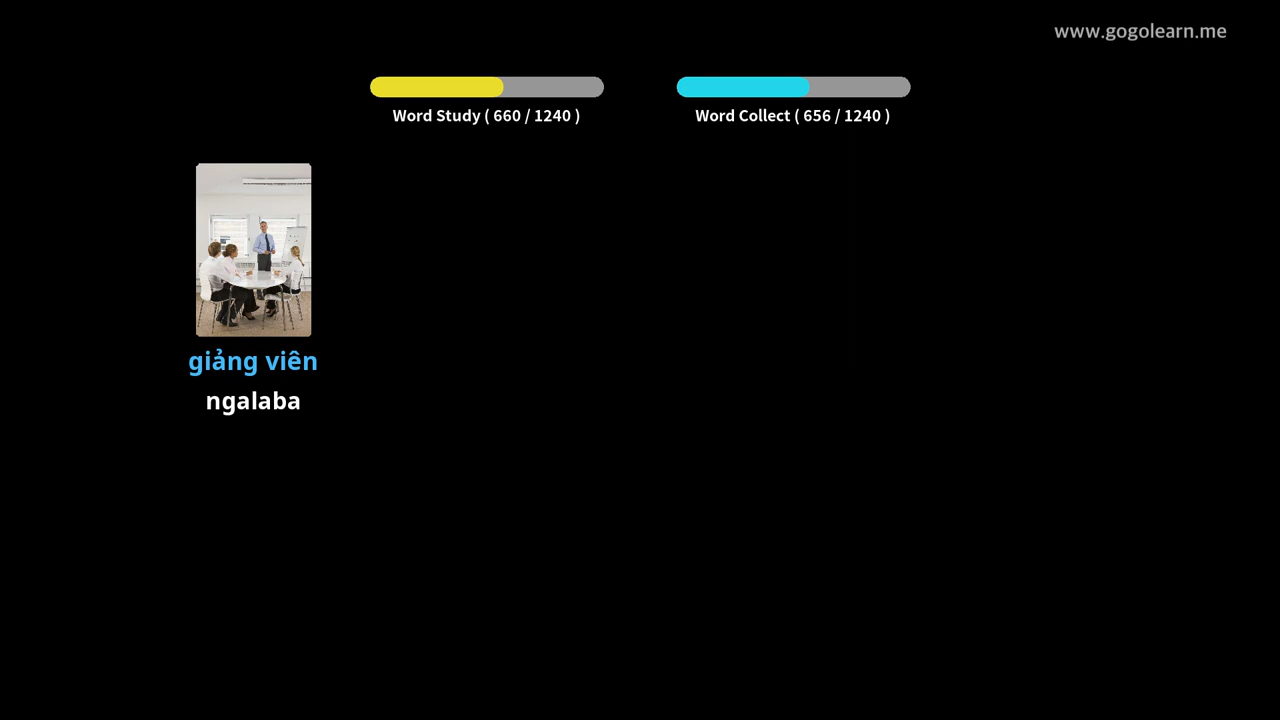 www.gogolearn.me
Word Study ( 660 / 1240 )
Word Collect ( 656 / 1240 )
giảng viên
ngalaba